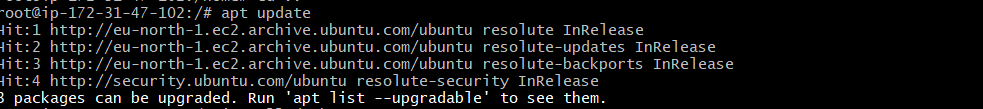 root@ip-172-31-47-102:/# apt update
Hit:1 http://eu-north-1.ec2.archive.ubuntu.com/ubuntu resolute InRelease
Hit:2 http://eu-north-1.ec2.archive.ubuntu.com/ubuntu resolute-updates InRelease
Hit:3 http://eu-north-1.ec2.archive.ubuntu.com/ubuntu resolute-backports InRelease
Hit:4 http://security.ubuntu.com/ubuntu resolute-security InRelease
packages can be upgraded. Run 'apt list --upgradable' to see them.